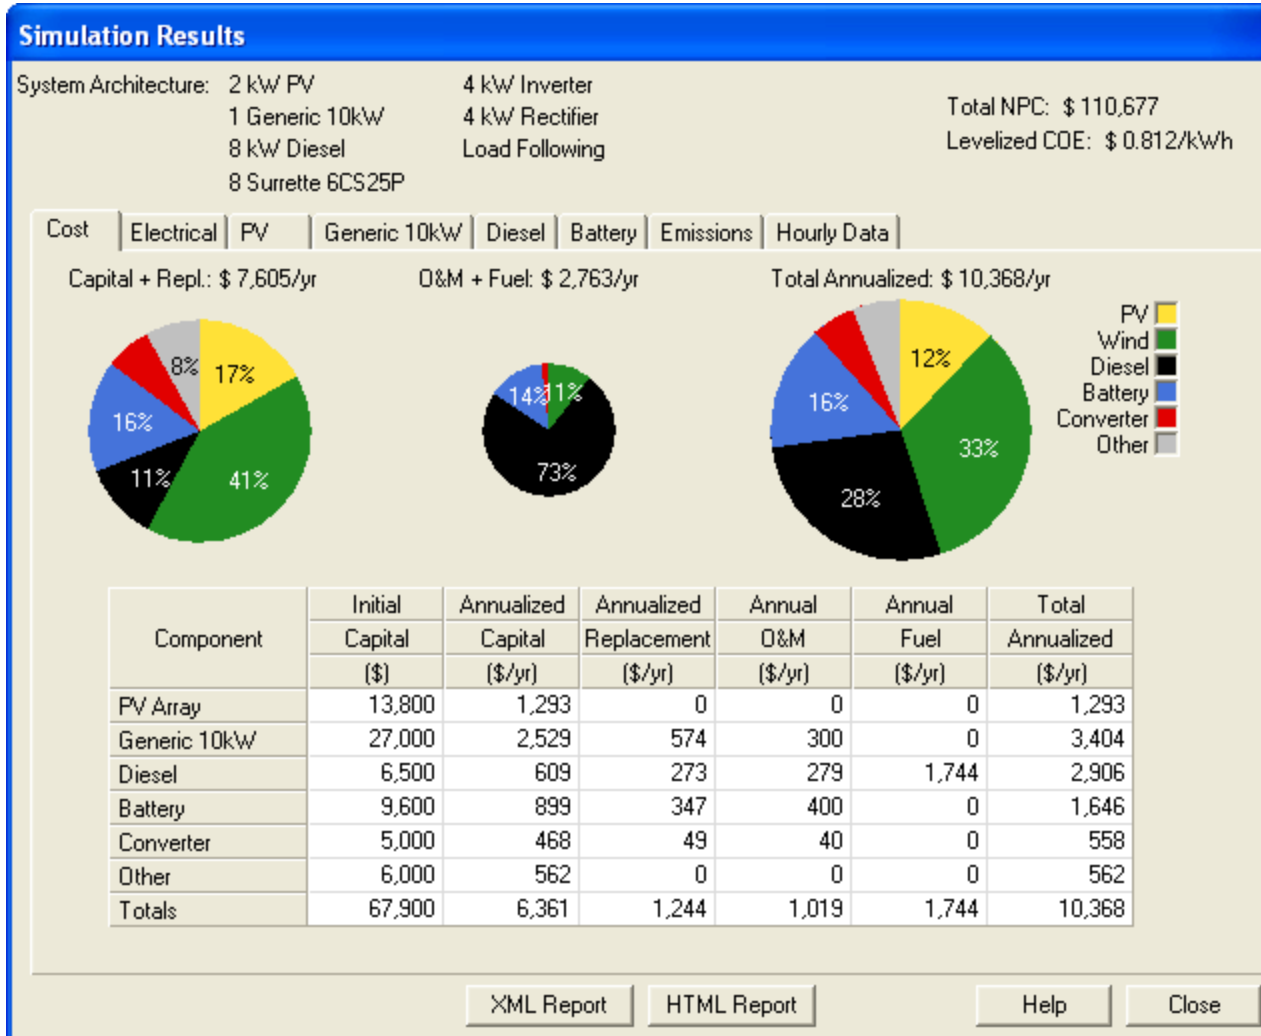 Simulation Results
System Architecture: 2 kW PV 4 kW Inverter
1 Generic 10kW 4 kW Rectifier
8 kW Diesel Load Following
8 Surrette 6CS25P
Total NPC: $ 110,677
Levelized COE: $ 0.812/kWh
Cost Electrical PV Generic 10kW Diesel Battery Emissions Hourly Data
Capital + Repl.: $ 7,605/yr O&M + Fuel: $ 2,763/yr Total Annualized: $ 10,368/yr
8% 17% 16% 11% 41%
14% 11% 73%
12% 16% 33% 28%
PV
Wind
Diesel
Battery
Converter
Other
Component Initial Capital ($) Annualized Capital ($/yr) Annualized Replacement ($/yr) Annual O&M ($/yr) Annual Fuel ($/yr) Total Annualized ($/yr)
PV Array 13,800 1,293 0 0 0 1,293
Generic 10kW 27,000 2,529 574 300 0 3,404
Diesel 6,500 609 273 279 1,744 2,906
Battery 9,600 899 347 400 0 1,646
Converter 5,000 468 49 40 0 558
Other 6,000 562 0 0 0 562
Totals 67,900 6,361 1,244 1,019 1,744 10,368
XML Report HTML Report Help Close